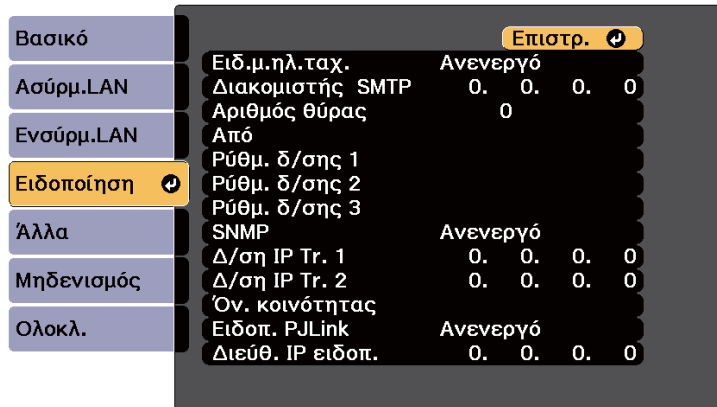 Βασικό
Ασύρμ.LAN
Ενσύρμ.LAN
Ειδοποίηση
Άλλα
Μηδενισμός
Ολοκλ.
Επιστρ.
Ειδ.μ.ηλ.ταχ. Ανενεργό
Διακομιστής SMTP 0. 0. 0. 0
Αριθμός θύρας 0
Από
Ρύθμ. δ/σης 1
Ρύθμ. δ/σης 2
Ρύθμ. δ/σης 3
SNMP Ανενεργό
Δ/ση IP Tr. 1 0. 0. 0. 0
Δ/ση IP Tr. 2 0. 0. 0. 0
Όν. κοινότητας
Ειδοπ. PJLink Ανενεργό
Διεύθ. IP ειδοπ. 0. 0. 0. 0